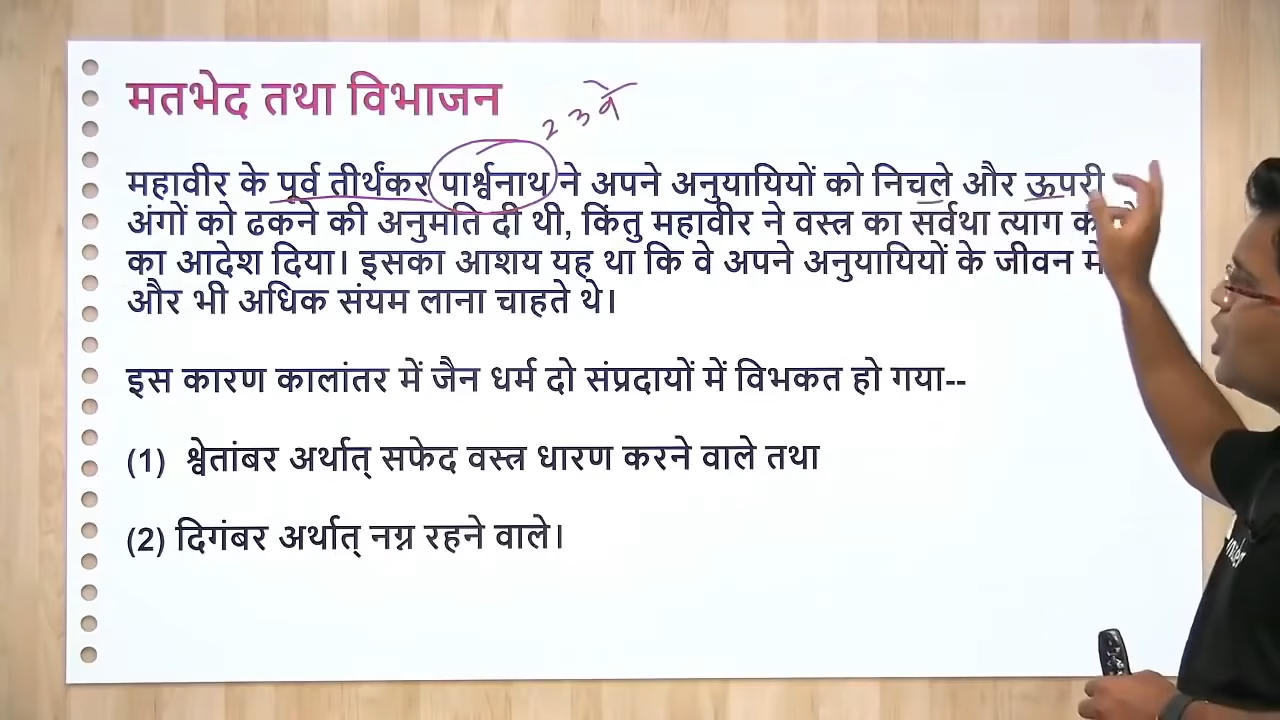 मतभेद तथा विभाजन
23वें
महावीर के पूर्व तीर्थंकर पार्श्वनाथ ने अपने अनुयायियों को निचले और ऊपरी
अंगों को ढकने की अनुमति दी थी, किंतु महावीर ने वस्त्र का सर्वथा त्याग
का आदेश दिया। इसका आशय यह था कि वे अपने अनुयायियों के जीवन में
और भी अधिक संयम लाना चाहते थे।
इस कारण कालांतर में जैन धर्म दो संप्रदायों में विभकत हो गया--
(1) श्वेतांबर अर्थात् सफेद वस्त्र धारण करने वाले तथा
(2) दिगंबर अर्थात् नग्न रहने वाले।